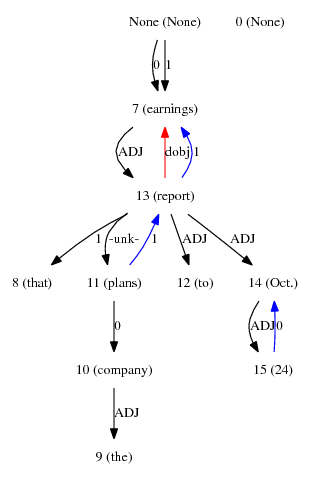 None (None) 0 (None)
0 1
7 (earnings)
ADJ dobj 1
13 (report)
1 -unk- 1 ADJ ADJ
8 (that) 11 (plans) 12 (to) 14 (Oct.)
0 ADJ 0
10 (company) 15 (24)
ADJ
9 (the)